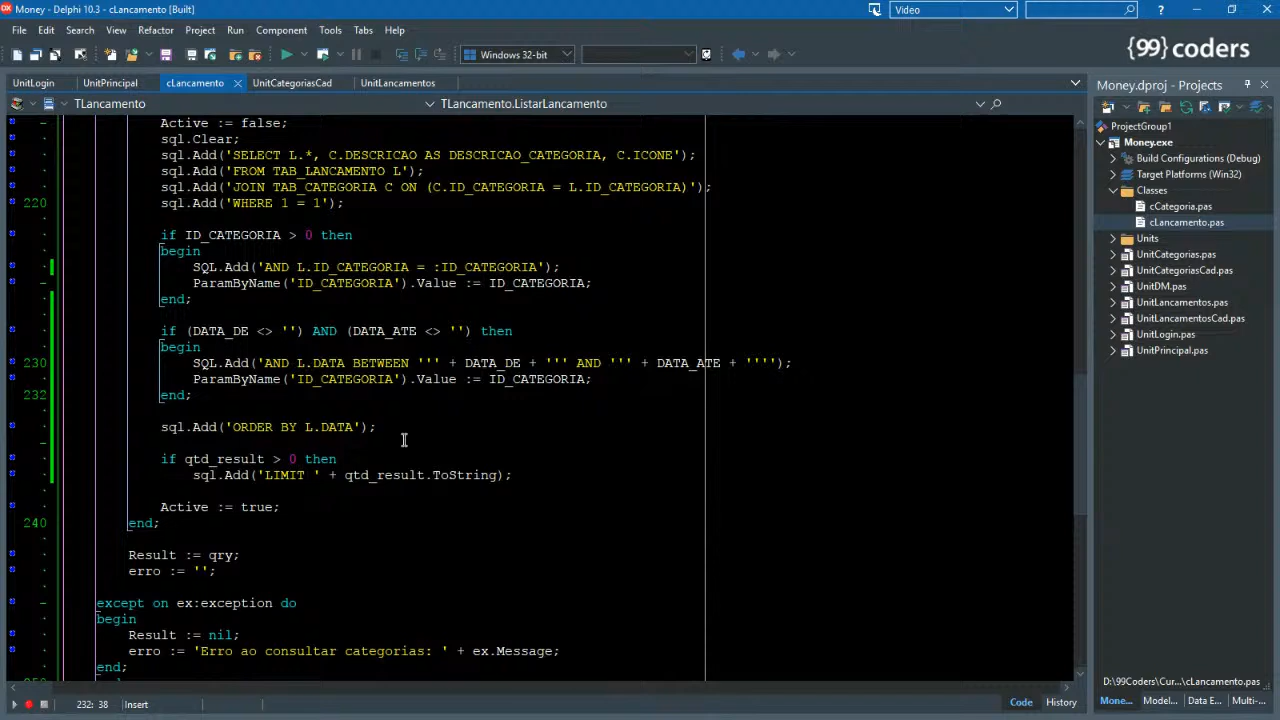 Money - Delphi 10.3 - cLancamento [Built]
Video
File Edit Search View Refactor Project Run Component Tools Tabs Help
Windows 32-bit
{99} coders
UnitLogin UnitPrincipal cLancamento UnitCategoriasCad UnitLancamentos
TLancamento TLancamento.ListarLancamento
Active := false;
sql.Clear;
sql.Add('SELECT L.*, C.DESCRICAO AS DESCRICAO_CATEGORIA, C.ICONE');
sql.Add('FROM TAB_LANCAMENTO L');
sql.Add('JOIN TAB_CATEGORIA C ON (C.ID_CATEGORIA = L.ID_CATEGORIA)');
220 sql.Add('WHERE 1 = 1');
if ID_CATEGORIA > 0 then
begin
SQL.Add('AND L.ID_CATEGORIA = :ID_CATEGORIA');
ParamByName('ID_CATEGORIA').Value := ID_CATEGORIA;
end;
if (DATA_DE <> '') AND (DATA_ATE <> '') then
begin
230 SQL.Add('AND L.DATA BETWEEN ''' + DATA_DE + ''' AND ''' + DATA_ATE + '''');
ParamByName('ID_CATEGORIA').Value := ID_CATEGORIA;
232 end;
sql.Add('ORDER BY L.DATA');
if qtd_result > 0 then
sql.Add('LIMIT ' + qtd_result.ToString);
Active := true;
240 end;
Result := qry;
erro := '';
except on ex:exception do
begin
Result := nil;
erro := 'Erro ao consultar categorias: ' + ex.Message;
end;
232: 38 Insert
Code History
Money.dproj - Projects
ProjectGroup1
Money.exe
Build Configurations (Debug)
Target Platforms (Win32)
Classes
cCategoria.pas
cLancamento.pas
Units
UnitCategorias.pas
UnitCategoriasCad.pas
UnitDM.pas
UnitLancamentos.pas
UnitLancamentosCad.pas
UnitLogin.pas
UnitPrincipal.pas
D:\99Coders\Cur...\cLancamento.pas
Mone... Model... Data E... Multi-...